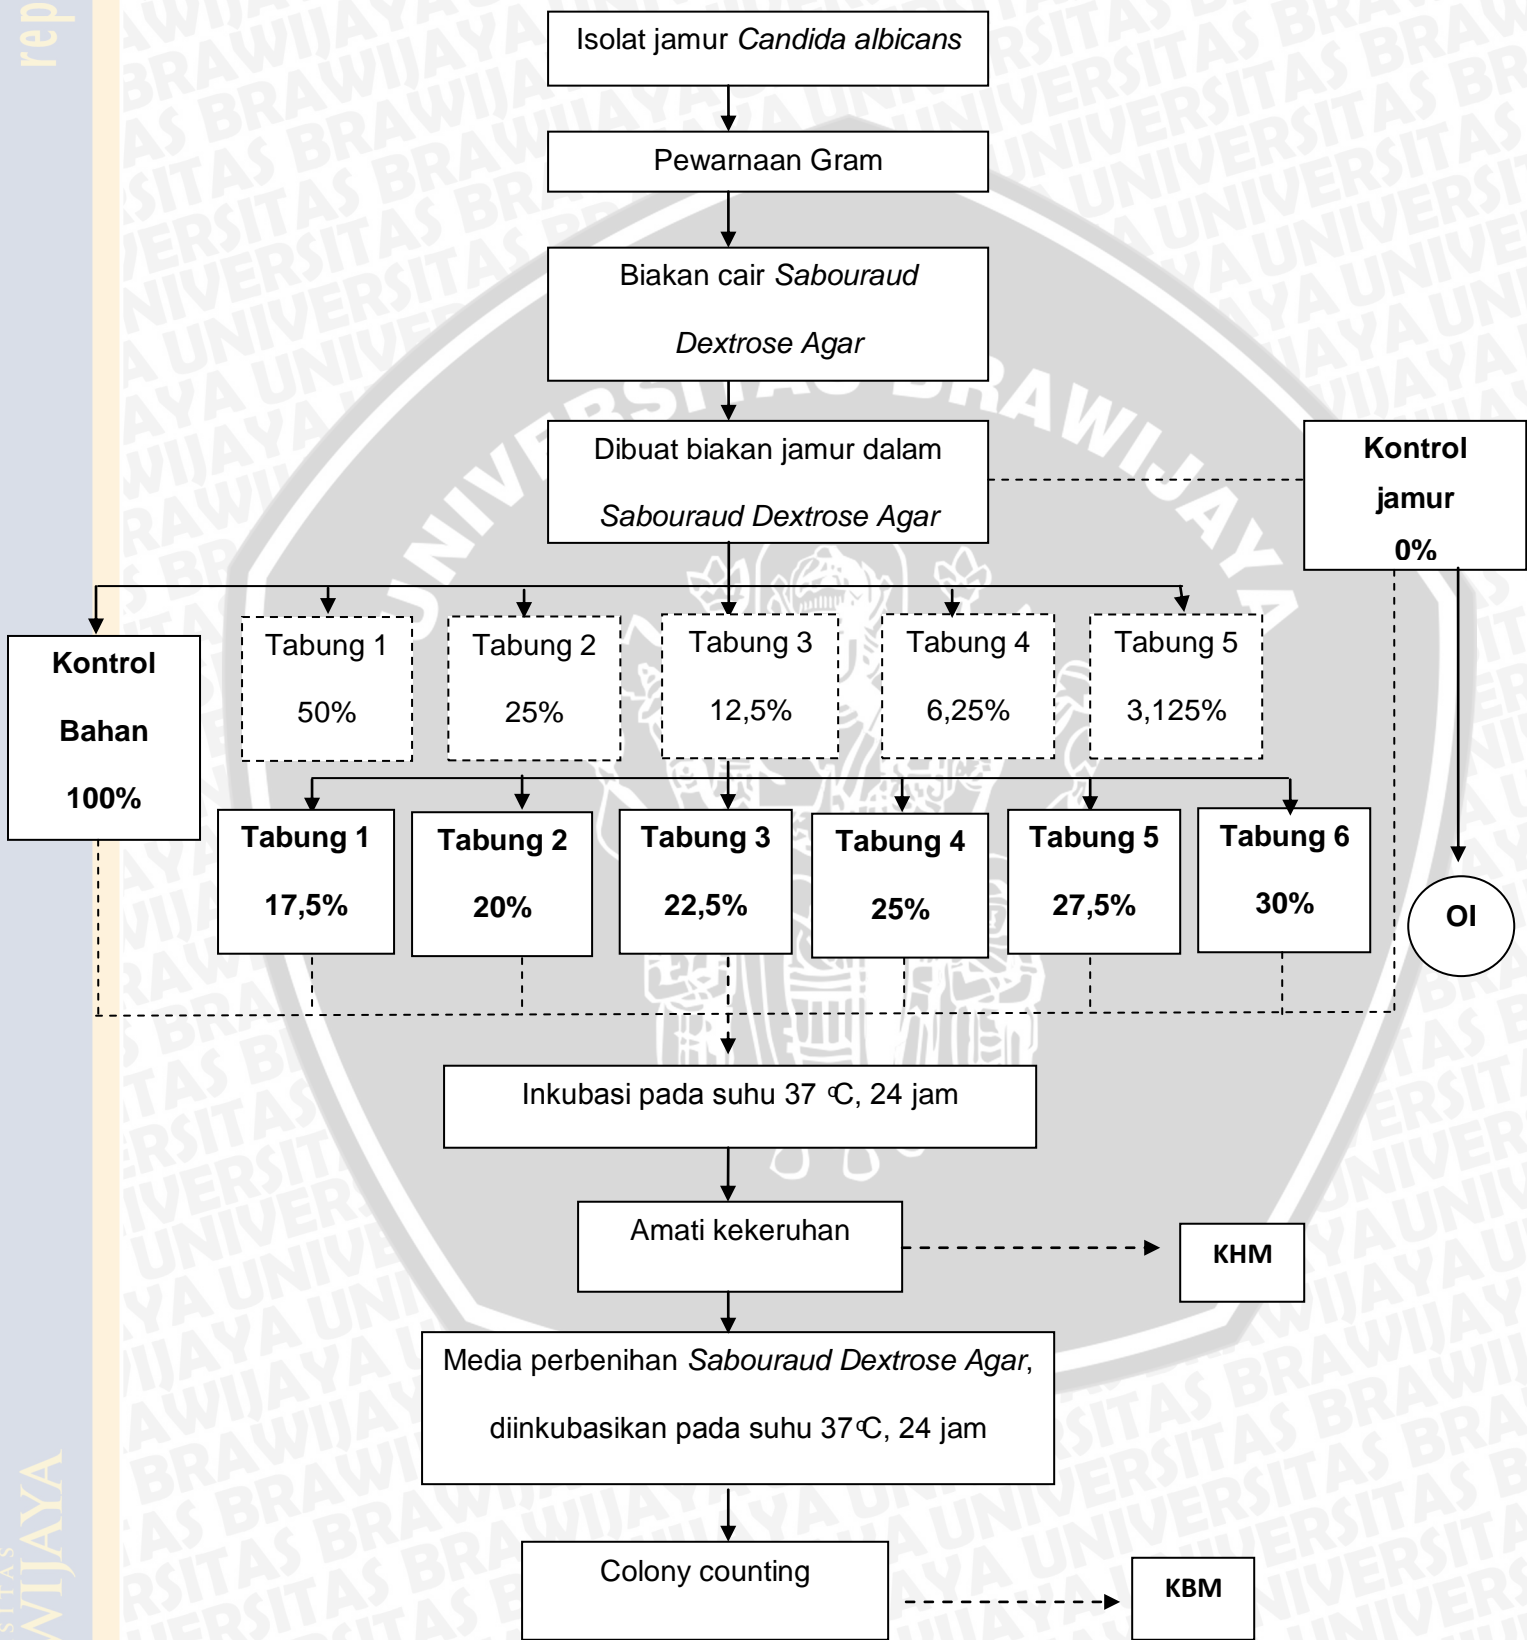 rep
Isolat jamur Candida albicans
Pewarnaan Gram
Biakan cair Sabouraud
Dextrose Agar
Dibuat biakan jamur dalam
Sabouraud Dextrose Agar
Kontrol
jamur
0%
Kontrol
Bahan
100%
Tabung 1
50%
Tabung 2
25%
Tabung 3
12,5%
Tabung 4
6,25%
Tabung 5
3,125%
Tabung 1
17,5%
Tabung 2
20%
Tabung 3
22,5%
Tabung 4
25%
Tabung 5
27,5%
Tabung 6
30%
OI
Inkubasi pada suhu 37 °C, 24 jam
Amati kekeruhan
KHM
Media perbenihan Sabouraud Dextrose Agar,
diinkubasikan pada suhu 37°C, 24 jam
Colony counting
KBM
UNIVERSITAS BRAWIJAYA